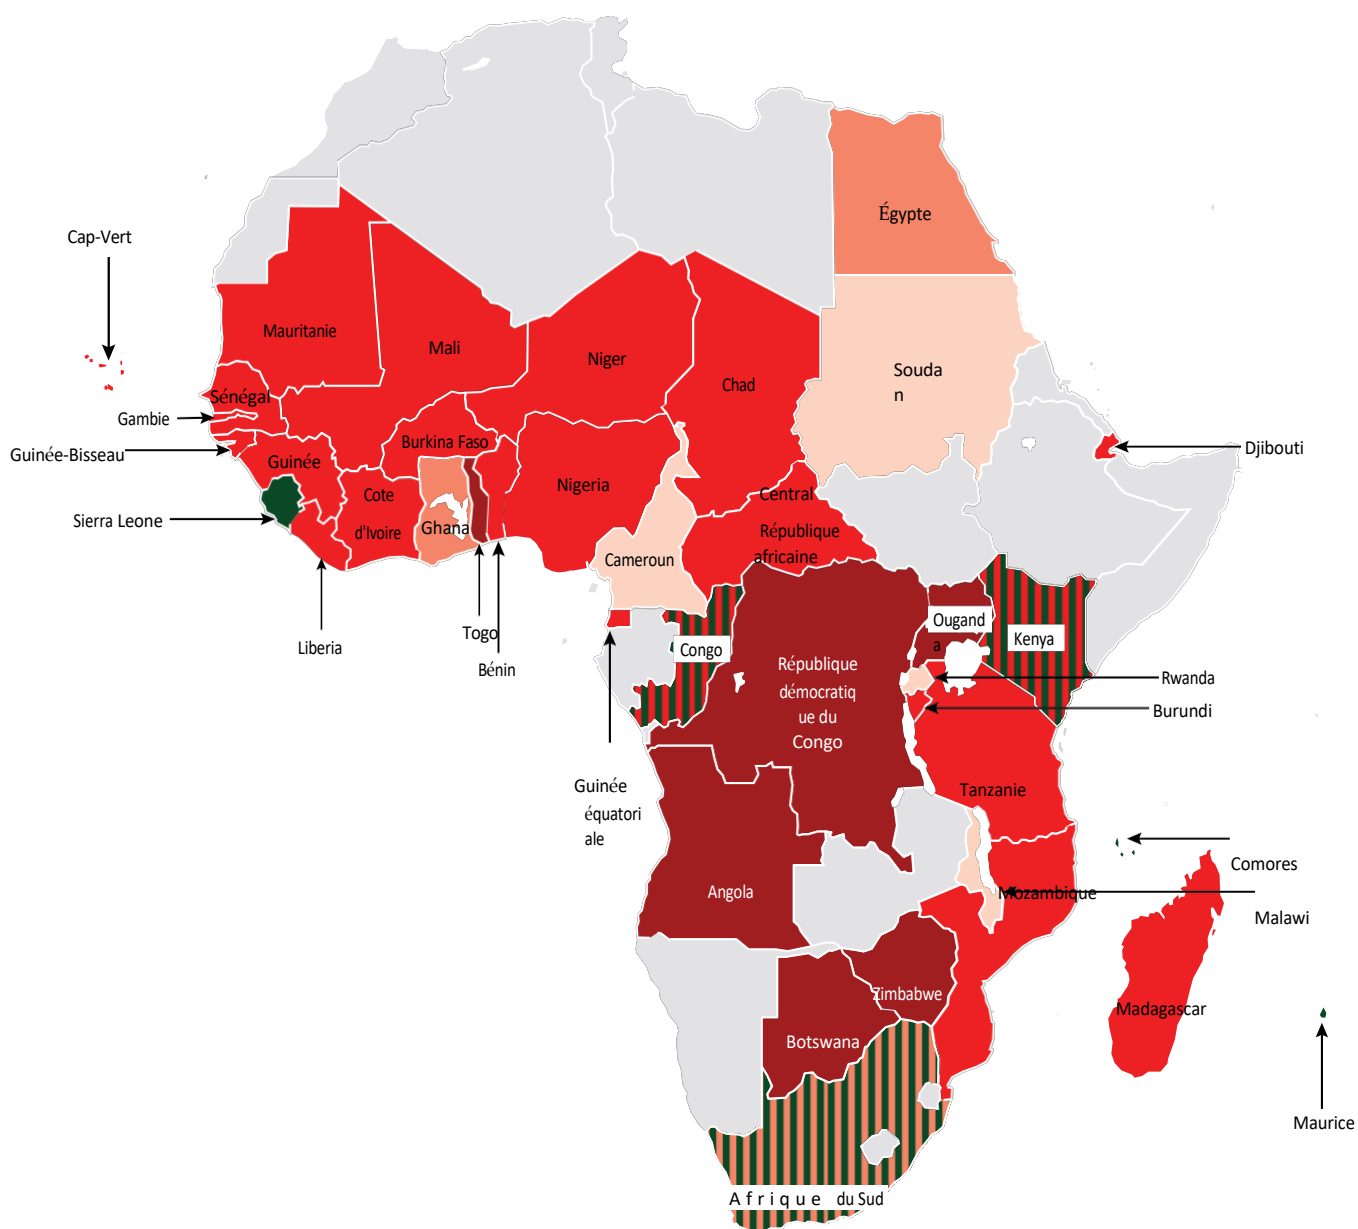 Égypte
Cap-Vert
Mauritanie
Mali
Niger
Chad
Souda
n
Sénégal
Gambie
Burkina Faso
Guinée-Bisseau
Guinée
Djibouti
Nigeria
Cote
d'Ivoire
Central
République
africaine
Sierra Leone
Ghana
Cameroun
Liberia
Togo
Bénin
Congo
Ougand
a
Kenya
République
démocratiq
ue du
Congo
Rwanda
Burundi
Guinée
équatori
ale
Tanzanie
Comores
Angola
Mozambique
Malawi
Zimbabwe
Madagascar
Botswana
Maurice
Afrique du Sud